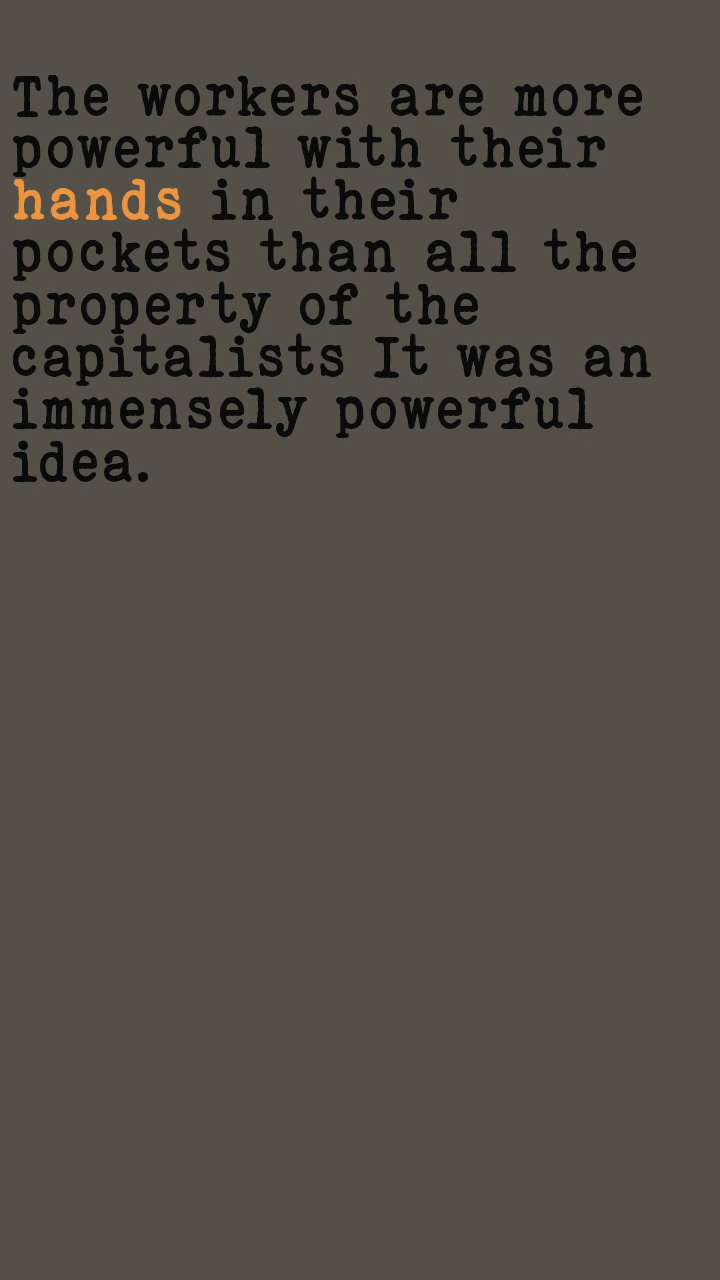 The workers are more
powerful with their
hands in their
pockets than all the
property of the
capitalists It was an
immensely powerful
idea.